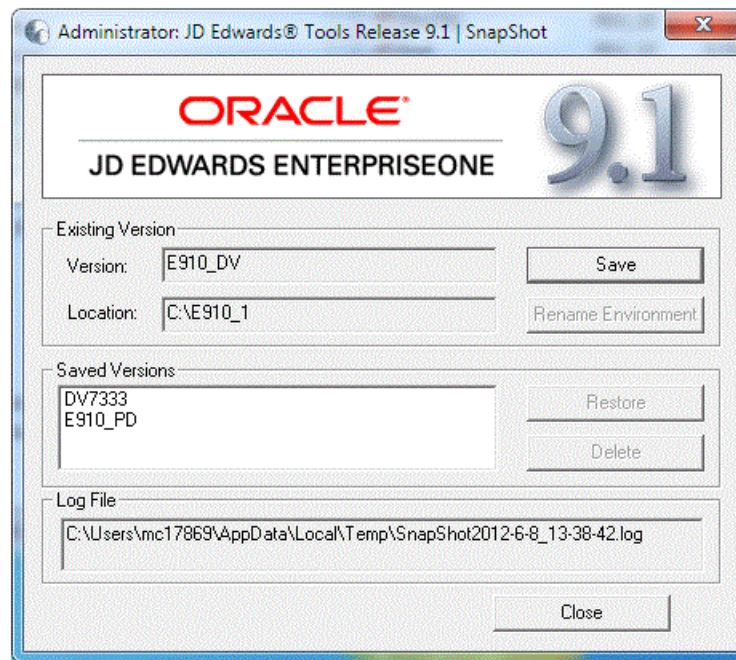 Administrator: JD Edwards® Tools Release 9.1 | SnapShot
ORACLE®
JD EDWARDS ENTERPRISEONE
9.1
Existing Version
Version: E910_DV Save
Location: C:\E910_1 Rename Environment
Saved Versions
DV7333
E910_PD
Restore
Delete
Log File
C:\Users\mc17869\AppData\Local\Temp\SnapShot2012-6-8_13-38-42.log
Close